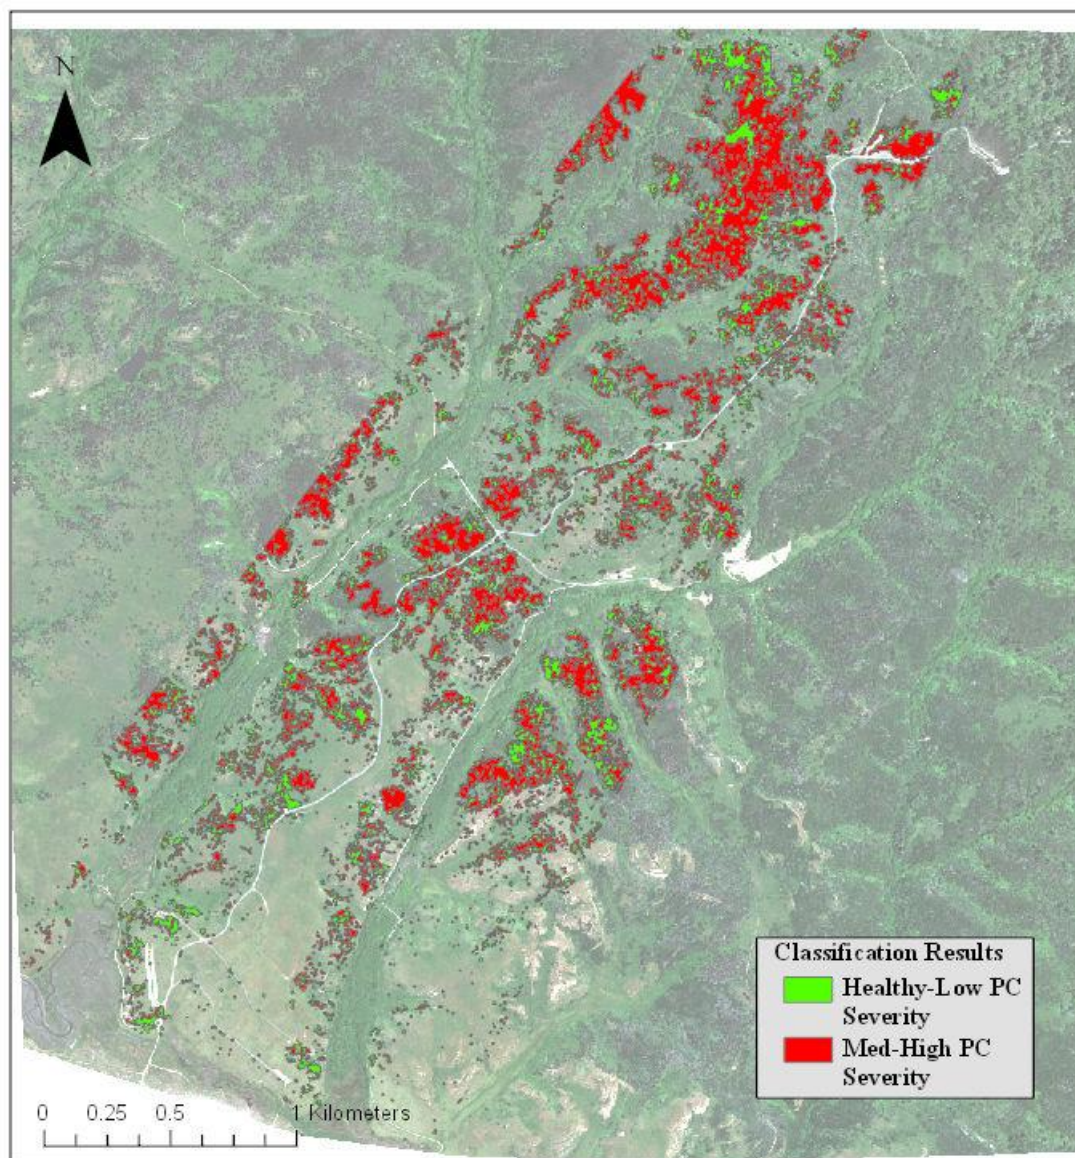 N
Classification Results
Healthy-Low PC
Severity
Med-High PC
Severity
0 0.25 0.5 1 Kilometers